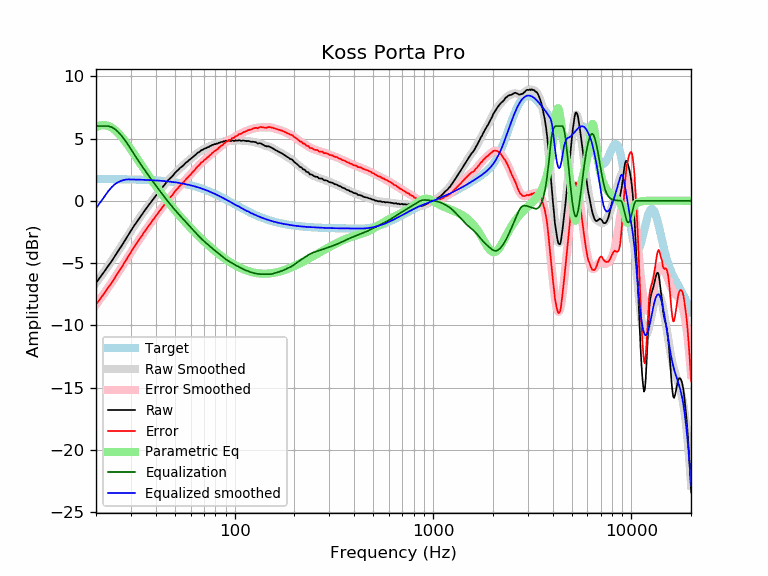 Koss Porta Pro
10
5
0
−5
−10
−15
−20
−25
Amplitude (dBr)
Target
Raw Smoothed
Error Smoothed
Raw
Error
Parametric Eq
Equalization
Equalized smoothed
100
1000
10000
Frequency (Hz)